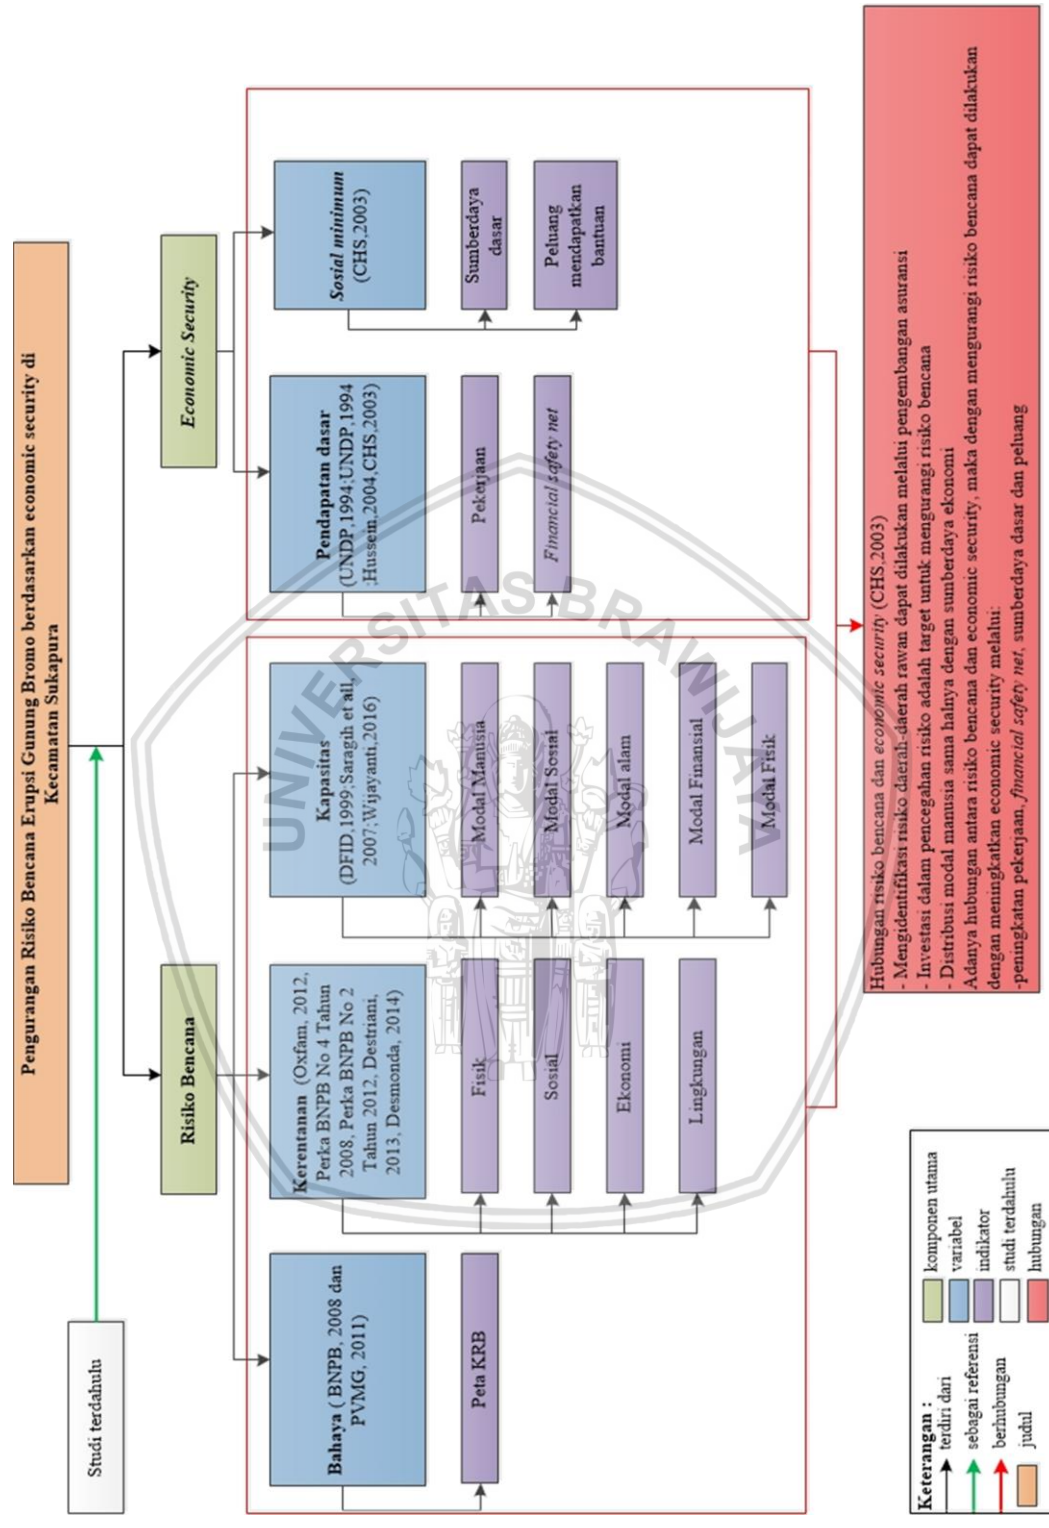 Pengurangan Risiko Bencana Erupsi Gunung Bromo berdasarkan economic security di
Kecamatan Sukapura
Studi terdahulu
Risiko Bencana
Economic Security
Bahaya ( BNPB, 2008 dan
PVMG, 2011)
Peta KRB
Kerentanan (Oxfam, 2012,
Perka BNPB No 4 Tahun
2008, Perka BNPB No 2
Tahun 2012, Destriani,
2013, Desmonda, 2014)
Fisik
Sosial
Ekonomi
Lingkungan
Kapasitas
(DFID,1999;Saragih et all,
2007;Wijayanti,2016)
Modal Manusia
Modal Sosial
Modal alam
Modal Finansial
Modal Fisik
Pendapatan dasar
(UNDP,1994;UNDP,1994
;Hussein,2004,CHS,2003)
Pekerjaan
Financial safety net
Sosial minimum
(CHS,2003)
Sumberdaya
dasar
Peluang
mendapatkan
bantuan
Hubungan risiko bencana dan economic security (CHS,2003)
- Mengidentifikasi risiko daerah-daerah rawan dapat dilakukan melalui pengembangan asuransi
- Investasi dalam pencegahan risiko adalah target untuk mengurangi risiko bencana
- Distribusi modal manusia sama halnya dengan sumberdaya ekonomi
Adanya hubungan antara risiko bencana dan economic security, maka dengan mengurangi risiko bencana dapat dilakukan
dengan meningkatkan economic security melalui:
-peningkatan pekerjaan, financial safety net, sumberdaya dasar dan peluang
Keterangan :
terdiri dari
sebagai referensi
berhubungan
judul
komponen utama
variabel
indikator
studi terdahulu
hubungan
UNIVERSITAS BRAWIJAYA